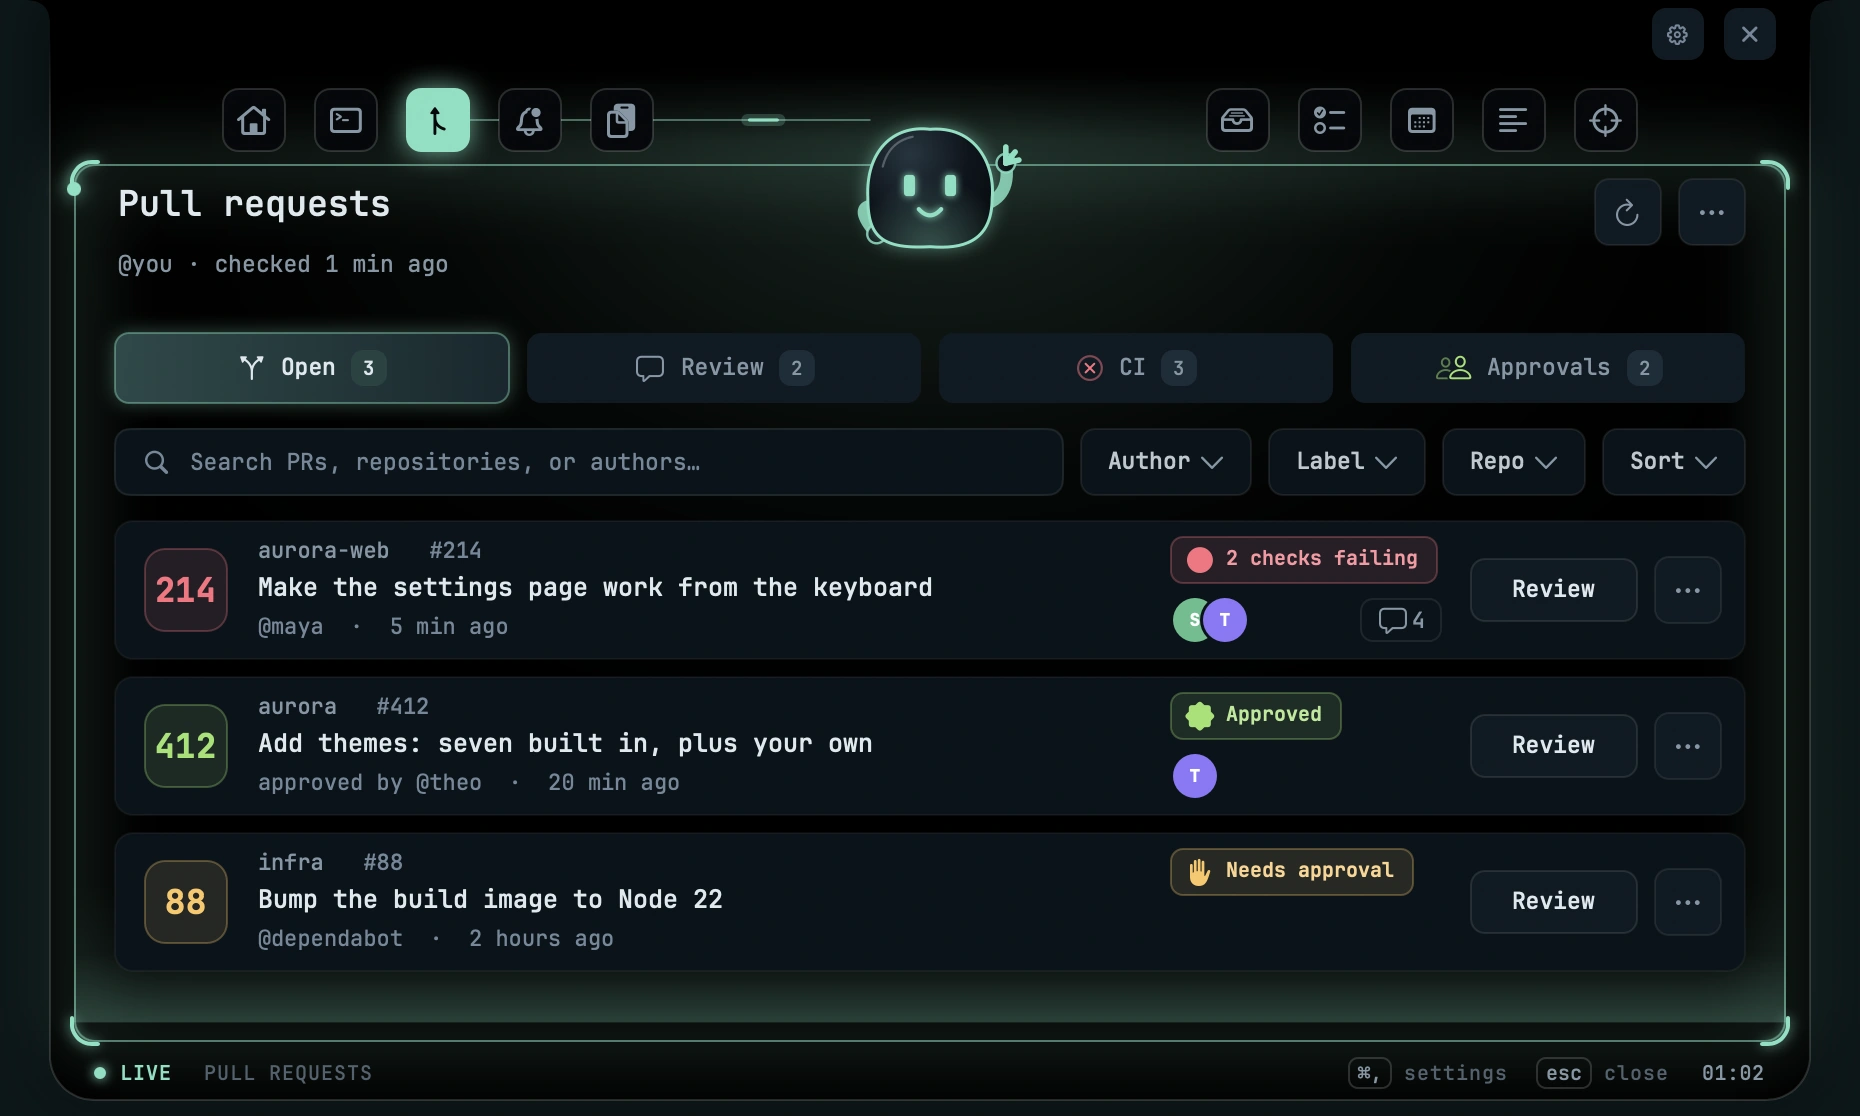 Pull requests
@you · checked 1 min ago
Open 3
Review 2
CI 3
Approvals 2
Search PRs, repositories, or authors…
Author
Label
Repo
Sort
214
aurora-web #214
Make the settings page work from the keyboard
@maya · 5 min ago
2 checks failing
S T
4
Review
412
aurora #412
Add themes: seven built in, plus your own
approved by @theo · 20 min ago
Approved
T
Review
88
infra #88
Bump the build image to Node 22
@dependabot · 2 hours ago
Needs approval
Review
LIVE PULL REQUESTS
⌘, settings esc close 01:02